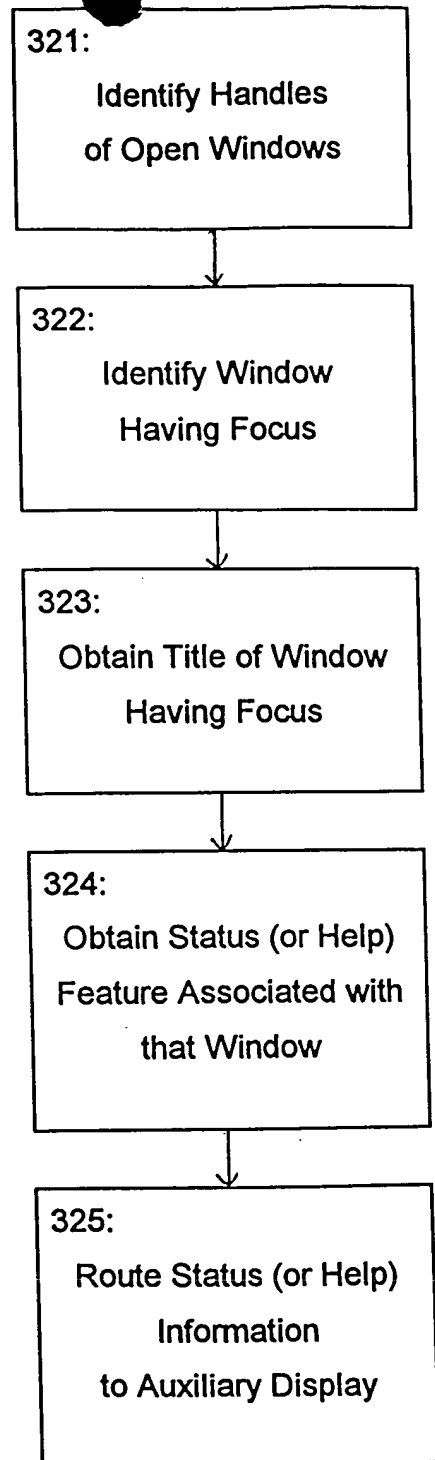 321:
Identify Handles
of Open Windows
322:
Identify Window
Having Focus
323:
Obtain Title of Window
Having Focus
324:
Obtain Status (or Help)
Feature Associated with
that Window
325:
Route Status (or Help)
Information
to Auxiliary Display